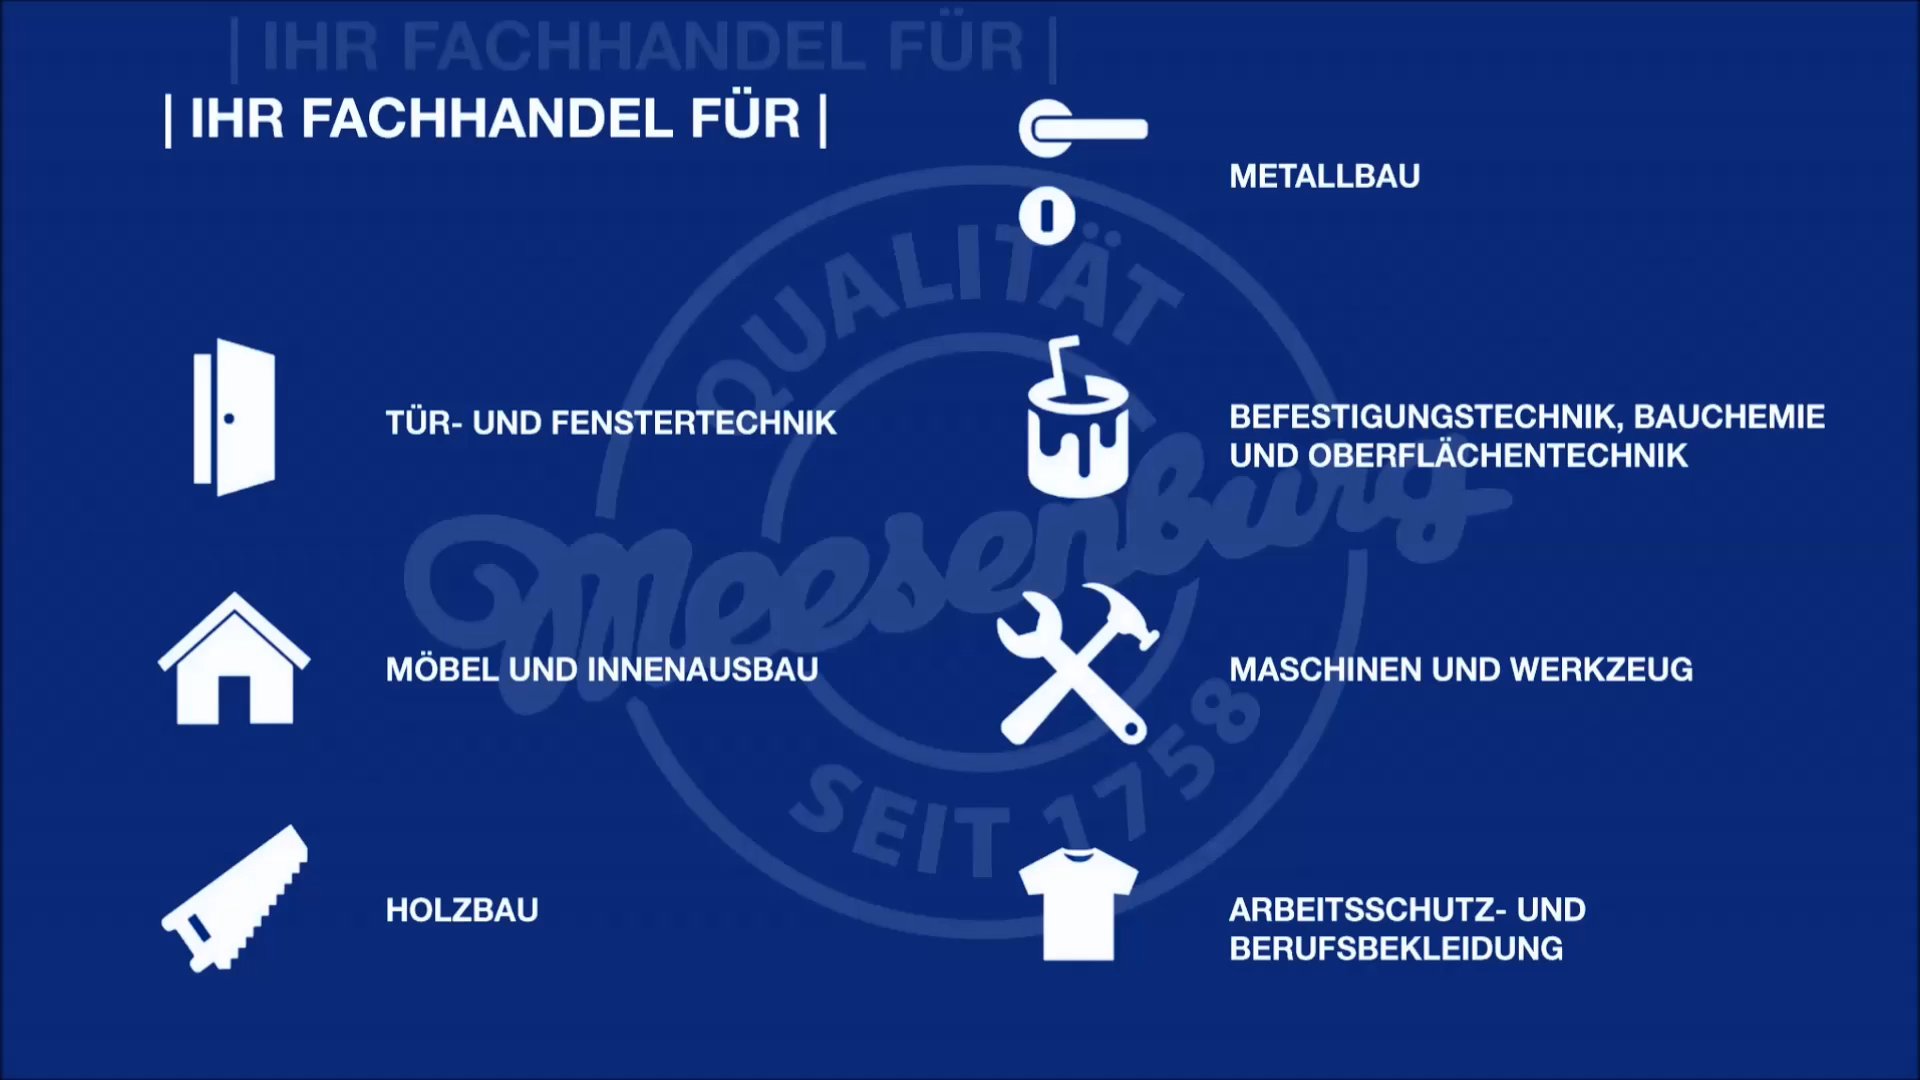 | IHR FACHHANDEL FÜR |
| IHR FACHHANDEL FÜR |
METALLBAU
TÜR- UND FENSTERTECHNIK
BEFESTIGUNGSTECHNIK, BAUCHEMIE
UND OBERFLÄCHENTECHNIK
MÖBEL UND INNENAUSBAU
MASCHINEN UND WERKZEUG
HOLZBAU
ARBEITSSCHUTZ- UND
BERUFSBEKLEIDUNG
QUALITÄT
Meesenburg
SEIT 1758